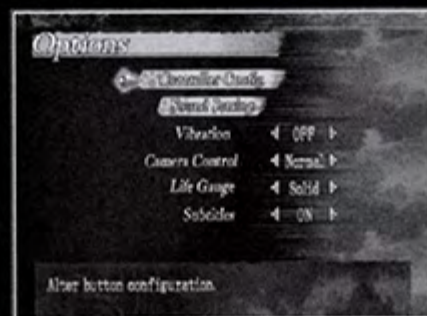 Options
Controller Config
Sound Setting
Vibration ◀ OFF ▶
Camera Control ◀ Normal ▶
Life Gauge ◀ Solid ▶
Subtitles ◀ ON ▶
Alter button configuration.